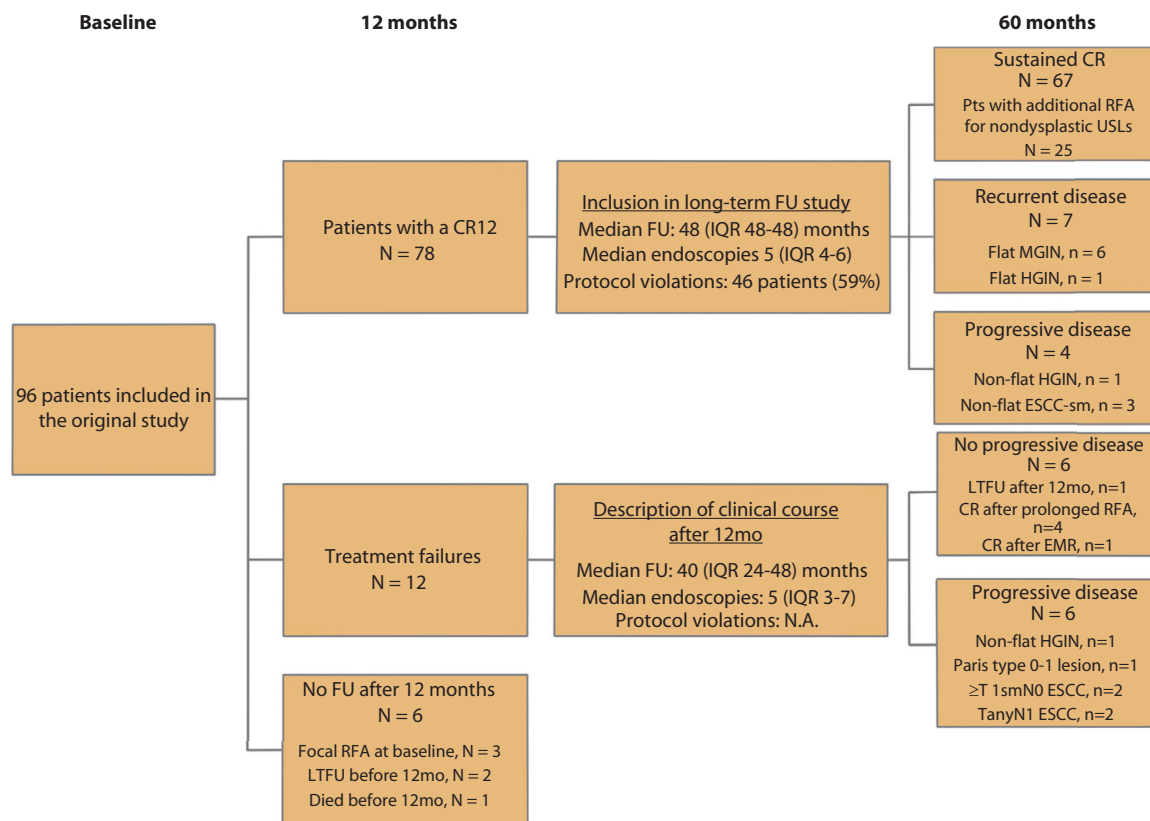 Baseline
12 months
60 months
96 patients included in
the original study
Patients with a CR12
N = 78
Inclusion in long-term FU study
Median FU: 48 (IQR 48-48) months
Median endoscopies 5 (IQR 4-6)
Protocol violations: 46 patients (59%)
Sustained CR
N = 67
Pts with additional RFA
for nondysplastic USLs
N = 25
Recurrent disease
N = 7
Flat MGIN, n = 6
Flat HGIN, n = 1
Progressive disease
N = 4
Non-flat HGIN, n = 1
Non-flat ESCC-sm, n = 3
Treatment failures
N = 12
Description of clinical course
after 12mo
Median FU: 40 (IQR 24-48) months
Median endoscopies: 5 (IQR 3-7)
Protocol violations: N.A.
No progressive disease
N = 6
LTFU after 12mo, n=1
CR after prolonged RFA,
n=4
CR after EMR, n=1
Progressive disease
N = 6
Non-flat HGIN, n=1
Paris type 0-1 lesion, n=1
≥T 1smN0 ESCC, n=2
TanyN1 ESCC, n=2
No FU after 12 months
N = 6
Focal RFA at baseline, N = 3
LTFU before 12mo, N = 2
Died before 12mo, N = 1